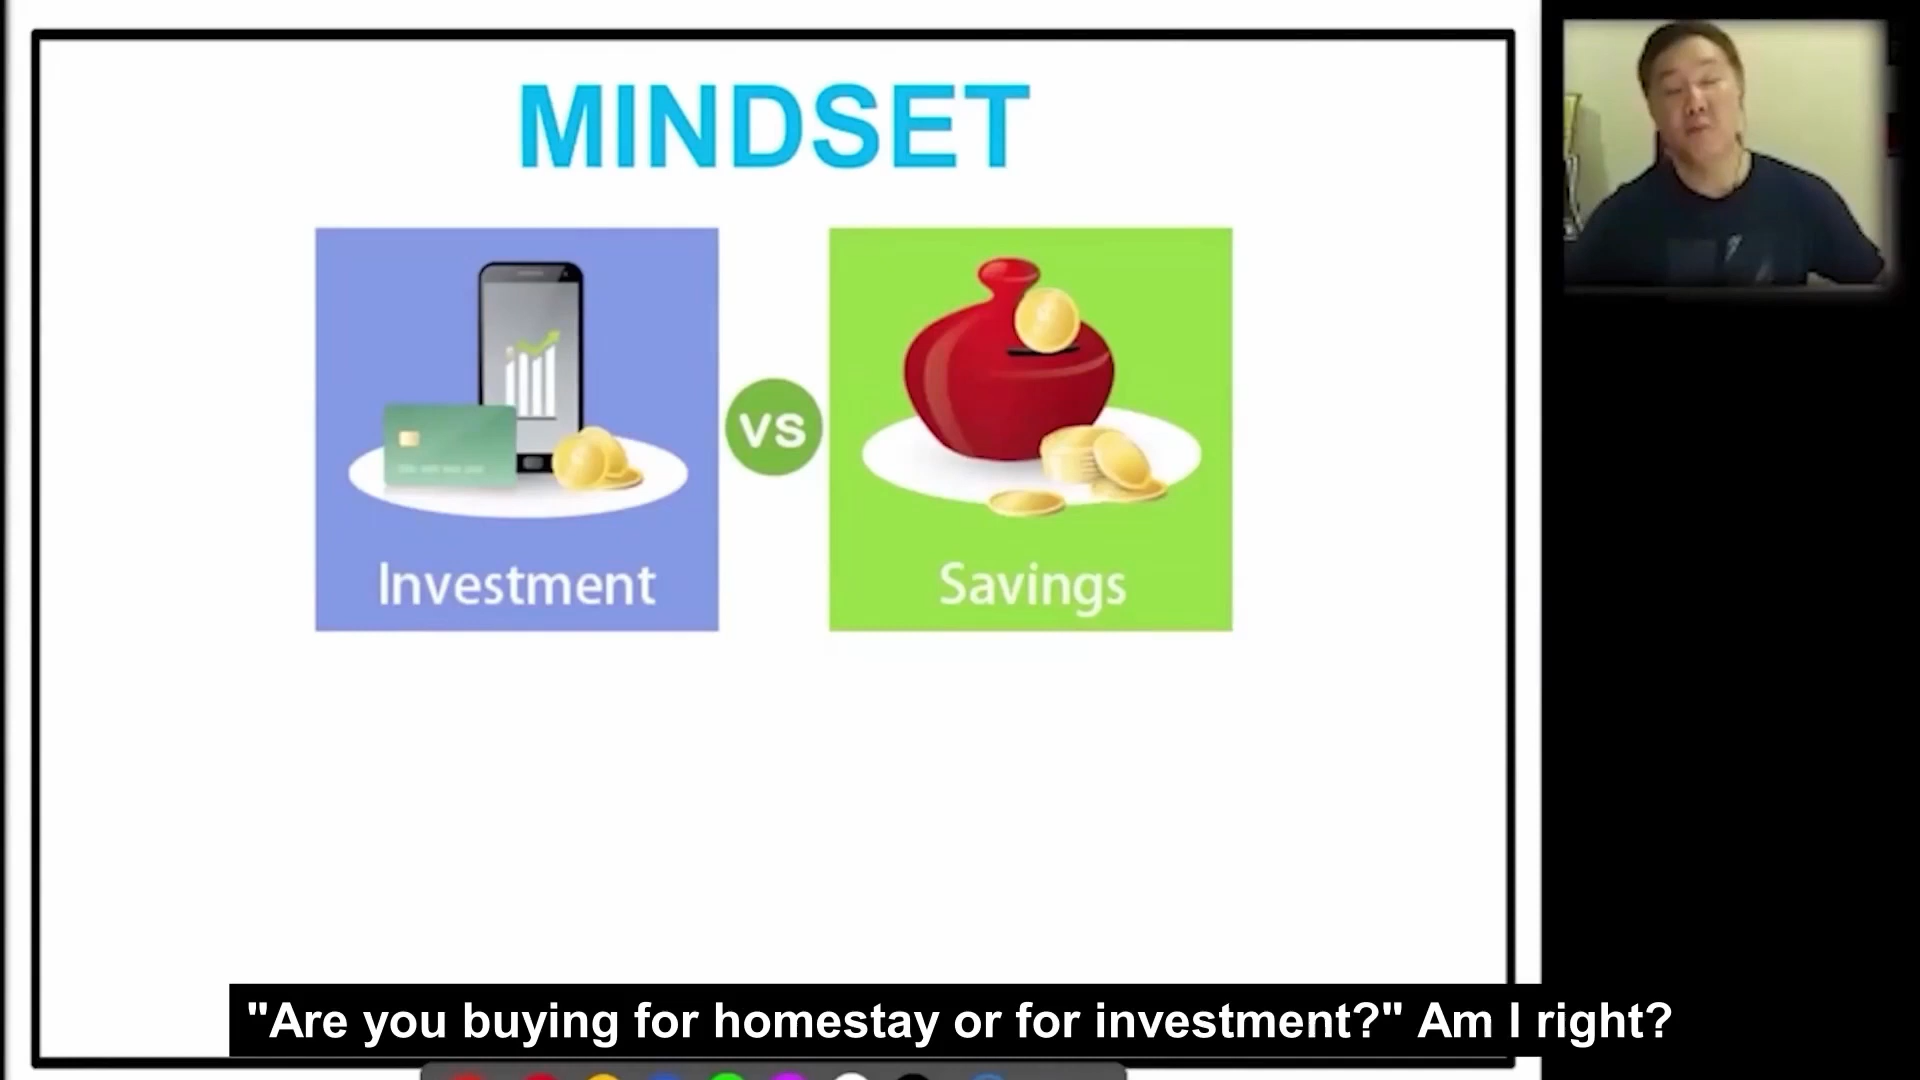 MINDSET
Investment
VS
Savings
"Are you buying for homestay or for investment?" Am I right?